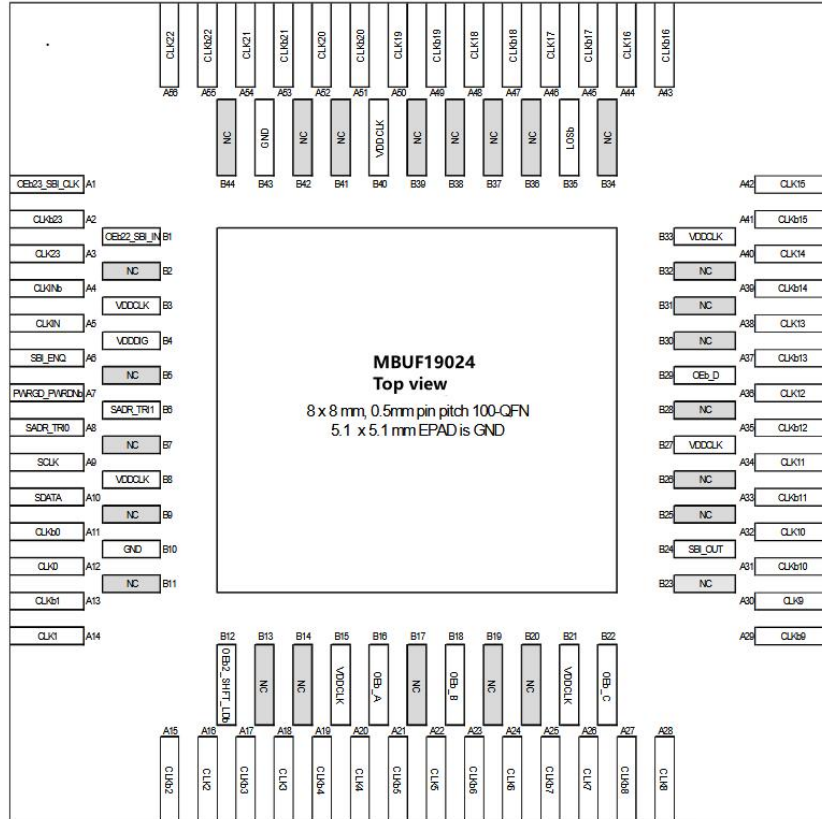 CLK22 CLKb22 CLK21 CLKb21 CLK20 CLKb20 CLK19 CLKb19 CLK18 CLKb18 CLK17 CLKb17 CLK16 CLKb16
A56 A55 A54 A53 A52 A51 A50 A49 A48 A47 A46 A45 A44 A43
NC GND NC NC VDDCLK NC NC NC NC LOSb NC
B44 B43 B42 B41 B40 B39 B38 B37 B36 B35 B34
OEb23_SBI_CLK A1
CLKb23 A2
CLK23 A3
CLKINb A4
CLKIN A5
SBI_ENQ A6
PWRGD_PWRDNb A7
SADR_TRI0 A8
SCLK A9
SDATA A10
CLKb0 A11
CLK0 A12
CLKb1 A13
CLK1 A14
OEb22_SBI_IN B1
NC B2
VDDCLK B3
VDDDIG B4
NC B5
SADR_TRI1 B6
NC B7
VDDCLK B8
NC B9
GND B10
NC B11
MBUF19024
Top view
8 x 8 mm, 0.5mm pin pitch 100-QFN
5.1 x 5.1 mm EPAD is GND
B33 VDDCLK
B32 NC
B31 NC
B30 NC
B29 OEb_D
B28 NC
B27 VDDCLK
B26 NC
B25 NC
B24 SBI_OUT
B23 NC
A42 CLK15
A41 CLKb15
A40 CLK14
A39 CLKb14
A38 CLK13
A37 CLKb13
A36 CLK12
A35 CLKb12
A34 CLK11
A33 CLKb11
A32 CLK10
A31 CLKb10
A30 CLK9
A29 CLKb9
B12 B13 B14 B15 B16 B17 B18 B19 B20 B21 B22
OEb2_SHFT_LDb NC NC VDDCLK OEb_A NC OEb_B NC NC VDDCLK OEb_C
A15 A16 A17 A18 A19 A20 A21 A22 A23 A24 A25 A26 A27 A28
CLKb2 CLK2 CLKb3 CLK3 CLKb4 CLK4 CLKb5 CLK5 CLKb6 CLK6 CLKb7 CLK7 CLKb8 CLK8